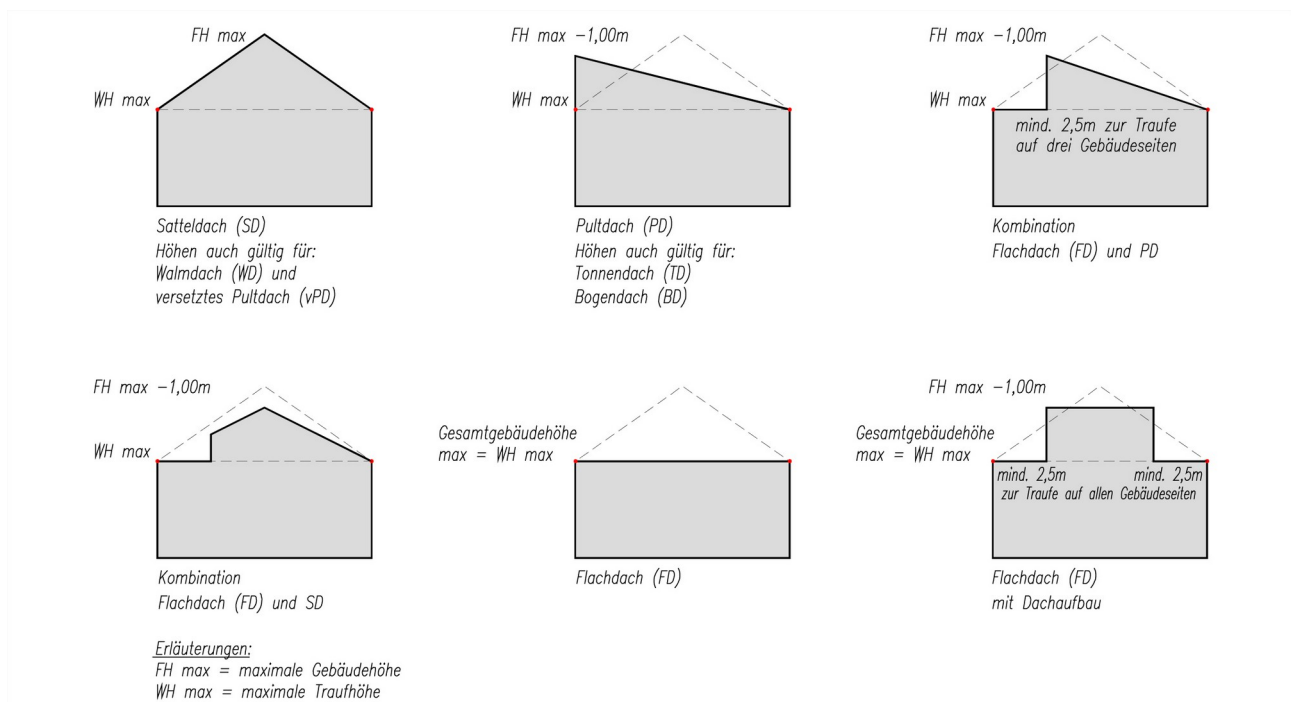 FH max
WH max
Satteldach (SD)
Höhen auch gültig für:
Walmdach (WD) und
versetztes Pultdach (vPD)
FH max −1,00m
WH max
Pultdach (PD)
Höhen auch gültig für:
Tonnendach (TD)
Bogendach (BD)
FH max −1,00m
WH max
mind. 2,5m zur Traufe
auf drei Gebäudeseiten
Kombination
Flachdach (FD) und PD
FH max −1,00m
WH max
Kombination
Flachdach (FD) und SD
Gesamtgebäudehöhe
max = WH max
Flachdach (FD)
FH max −1,00m
Gesamtgebäudehöhe
max = WH max
mind. 2,5m mind. 2,5m
zur Traufe auf allen Gebäudeseiten
Flachdach (FD)
mit Dachaufbau
Erläuterungen:
FH max = maximale Gebäudehöhe
WH max = maximale Traufhöhe